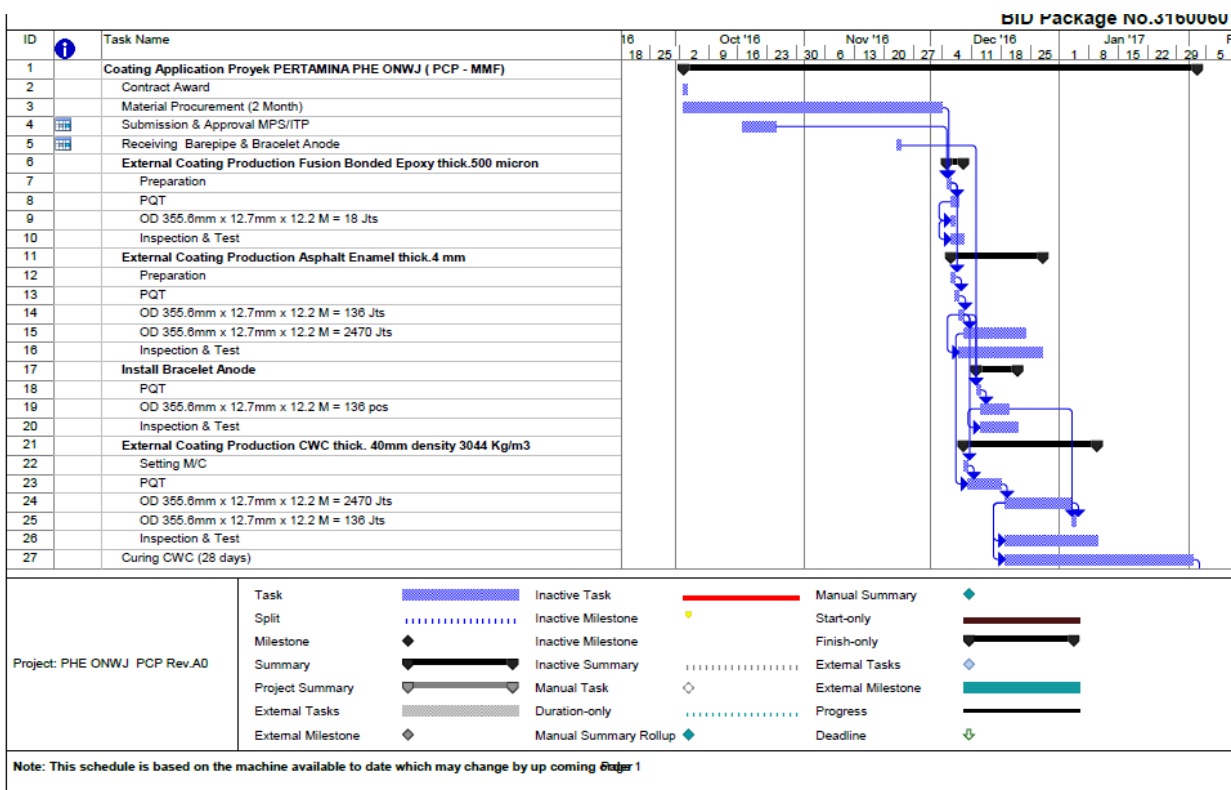 BID Package No.3160060
ID Task Name 16 Oct '16 Nov '16 Dec '16 Jan '17 F
18 25 2 9 16 23 30 6 13 20 27 4 11 18 25 1 8 15 22 29 5
1 Coating Application Proyek PERTAMINA PHE ONWJ ( PCP - MMF)
2 Contract Award
3 Material Procurement (2 Month)
4 Submission & Approval MPS/ITP
5 Receiving Barepipe & Bracelet Anode
6 External Coating Production Fusion Bonded Epoxy thick.500 micron
7 Preparation
8 PQT
9 OD 355.6mm x 12.7mm x 12.2 M = 18 Jts
10 Inspection & Test
11 External Coating Production Asphalt Enamel thick.4 mm
12 Preparation
13 PQT
14 OD 355.6mm x 12.7mm x 12.2 M = 136 Jts
15 OD 355.6mm x 12.7mm x 12.2 M = 2470 Jts
16 Inspection & Test
17 Install Bracelet Anode
18 PQT
19 OD 355.6mm x 12.7mm x 12.2 M = 136 pcs
20 Inspection & Test
21 External Coating Production CWC thick. 40mm density 3044 Kg/m3
22 Setting M/C
23 PQT
24 OD 355.6mm x 12.7mm x 12.2 M = 2470 Jts
25 OD 355.6mm x 12.7mm x 12.2 M = 136 Jts
26 Inspection & Test
27 Curing CWC (28 days)
Project: PHE ONWJ PCP Rev.A0
Task Inactive Task Manual Summary
Split Inactive Milestone Start-only
Milestone Inactive Milestone Finish-only
Summary Inactive Summary External Tasks
Project Summary Manual Task External Milestone
External Tasks Duration-only Progress
External Milestone Manual Summary Rollup Deadline
Note: This schedule is based on the machine available to date which may change by up coming order
Page 1